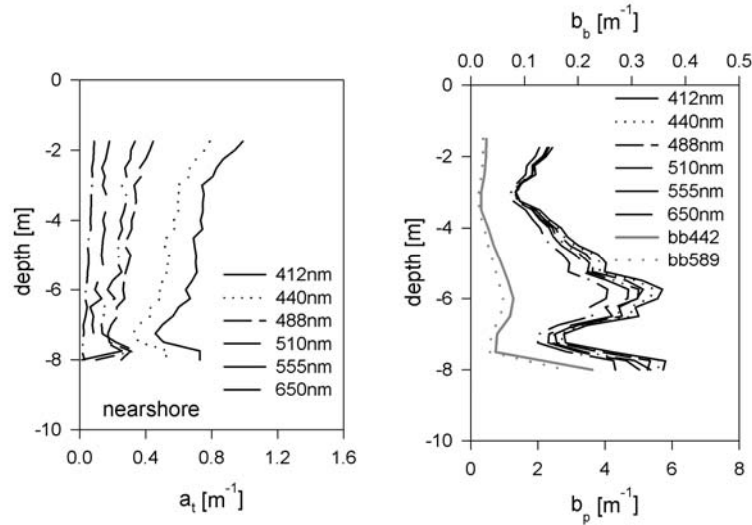 0
-2
-4
-6
-8
-10
depth [m]
412nm
440nm
488nm
510nm
555nm
650nm
nearshore
0.0 0.4 0.8 1.2 1.6
a_t [m⁻¹]
b_b [m⁻¹]
0.0 0.1 0.2 0.3 0.4 0.5
0
-2
-4
-6
-8
-10
depth [m]
412nm
440nm
488nm
510nm
555nm
650nm
bb442
bb589
0 2 4 6 8
b_p [m⁻¹]